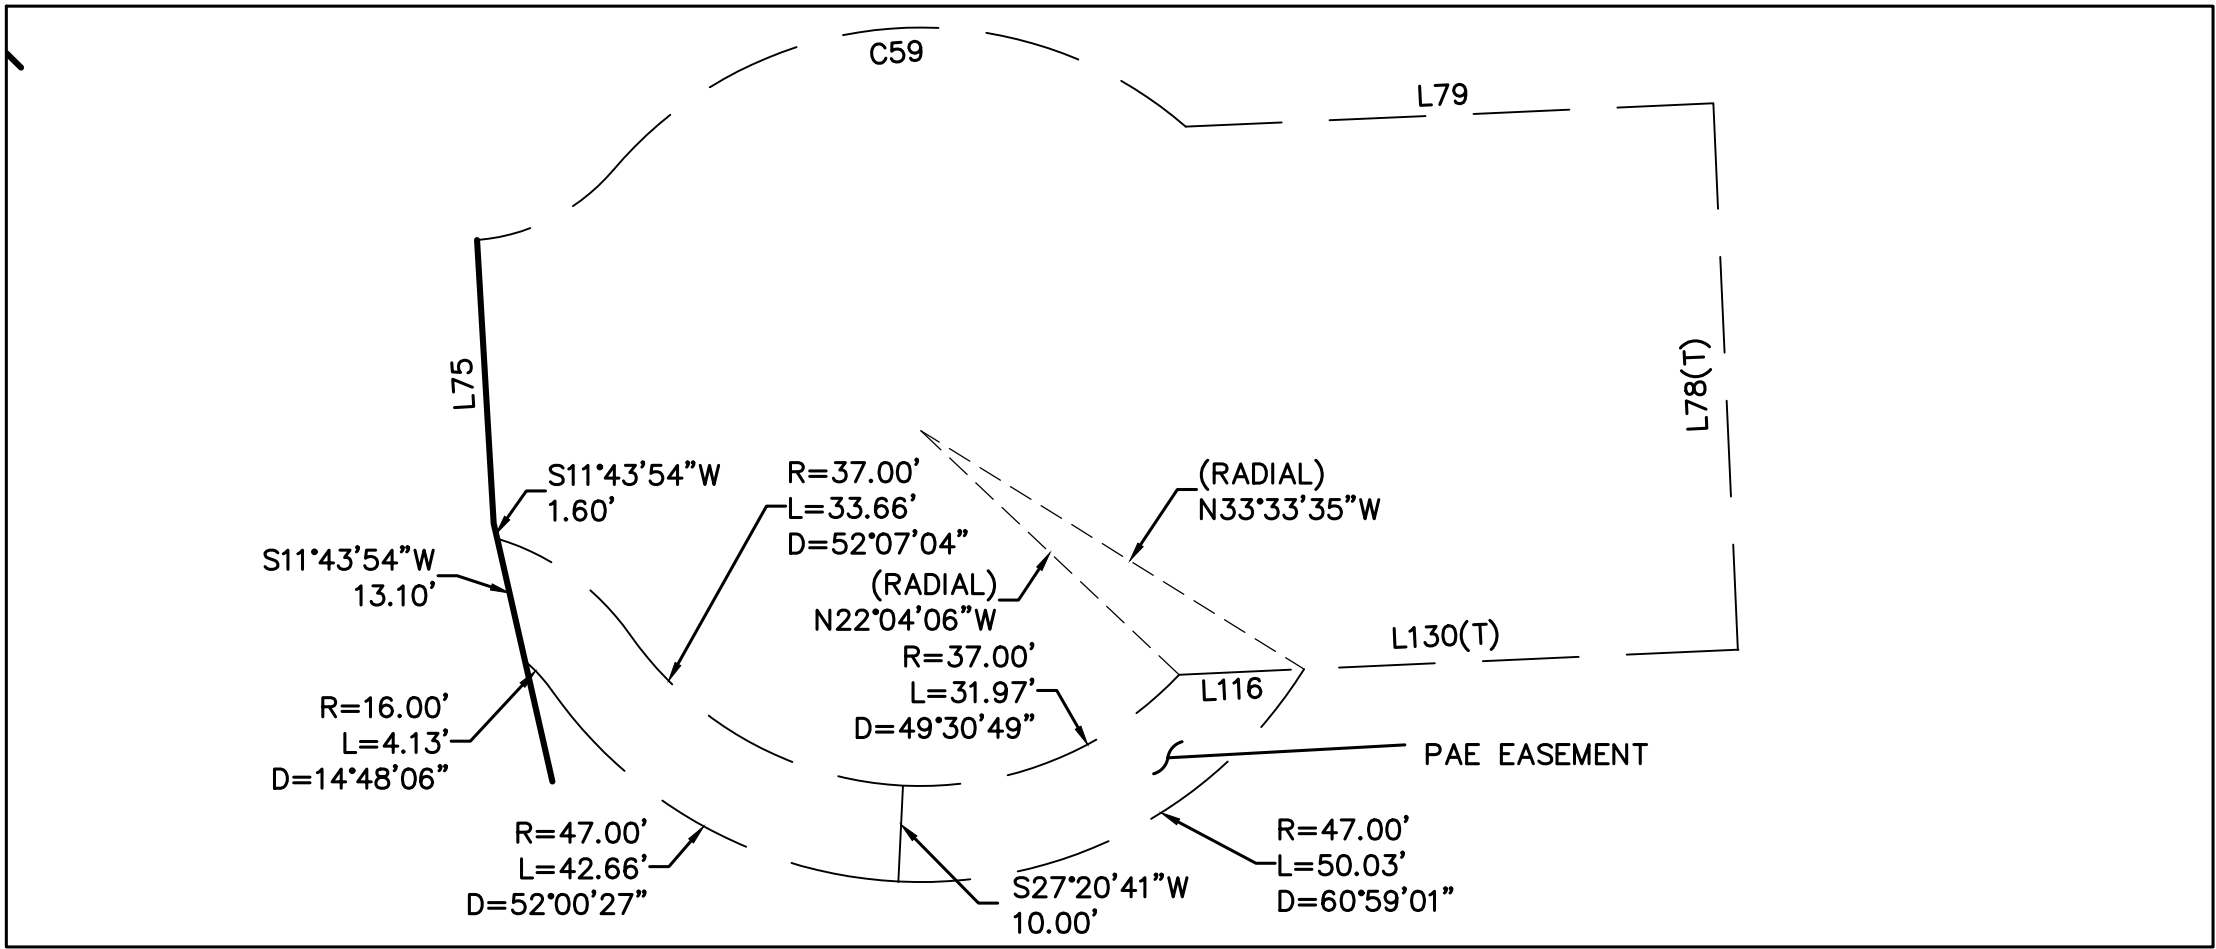 C59
L79
L75
L78(T)
S11°43'54"W
1.60'
R=37.00'
L=33.66'
D=52°07'04"
(RADIAL)
N33°33'35"W
S11°43'54"W
13.10'
(RADIAL)
N22°04'06"W
R=37.00'
L=31.97'
D=49°30'49"
L130(T)
L116
R=16.00'
L=4.13'
D=14°48'06"
PAE EASEMENT
R=47.00'
L=42.66'
D=52°00'27"
S27°20'41"W
10.00'
R=47.00'
L=50.03'
D=60°59'01"